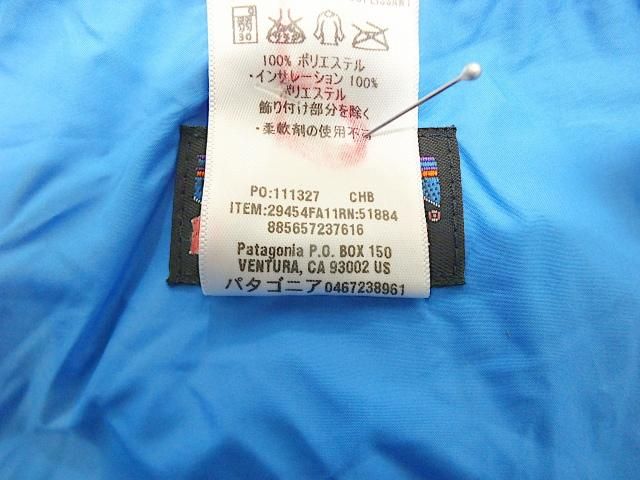 100% ポリエステル
・インサレーション 100%
ポリエステル
飾り付け部分を除く
・柔軟剤の使用不可
PO:111327 CHB
ITEM:29454FA11RN:51884
885657237616
Patagonia P.O. BOX 150
VENTURA, CA 93002 US
パタゴニア0467238961